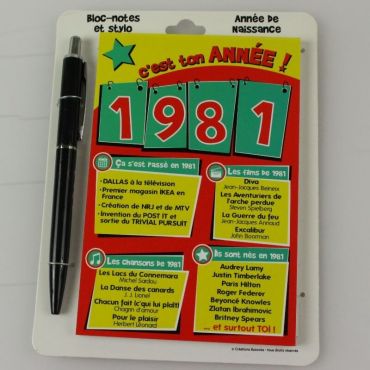 Bloc-notes
et stylo
Année de
Naissance
c'est ton ANNÉE !
1981
Ça s'est passé en 1981
• DALLAS à la télévision
• Premier magasin IKEA en
France
• Création de NRJ et de MTV
• Invention du POST IT et
sortie du TRIVIAL PURSUIT
Les films de 1981
Diva
Jean-Jacques Beineix
Les Aventuriers de
l'arche perdue
Steven Spielberg
La Guerre du feu
Jean-Jacques Annaud
Excalibur
John Boorman
Les Chansons de 1981
Les Lacs du Connemara
Michel Sardou
La Danse des canards
J. J. Lionel
Chacun fait (c'qui lui plaît)
Chagrin d'amour
Pour le plaisir
Herbert Léonard
Ils sont nés en 1981
Audrey Lamy
Justin Timberlake
Paris Hilton
Roger Federer
Beyoncé Knowles
Zlatan Ibrahimovic
Britney Spears
... et surtout TOI !